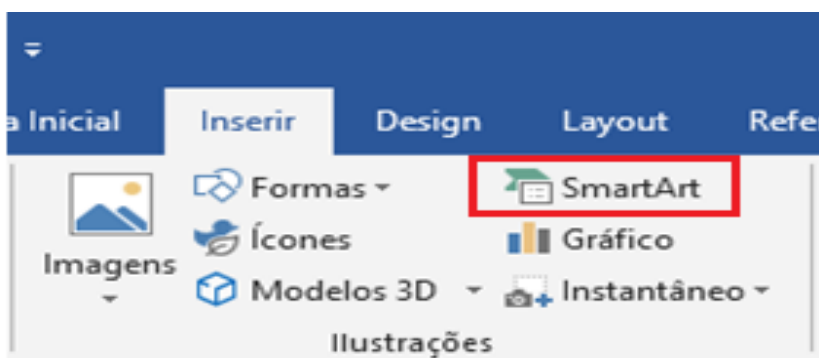 a Inicial Inserir Design Layout Refe
Formas SmartArt
Ícones Gráfico
Imagens
Modelos 3D Instantâneo
Ilustrações